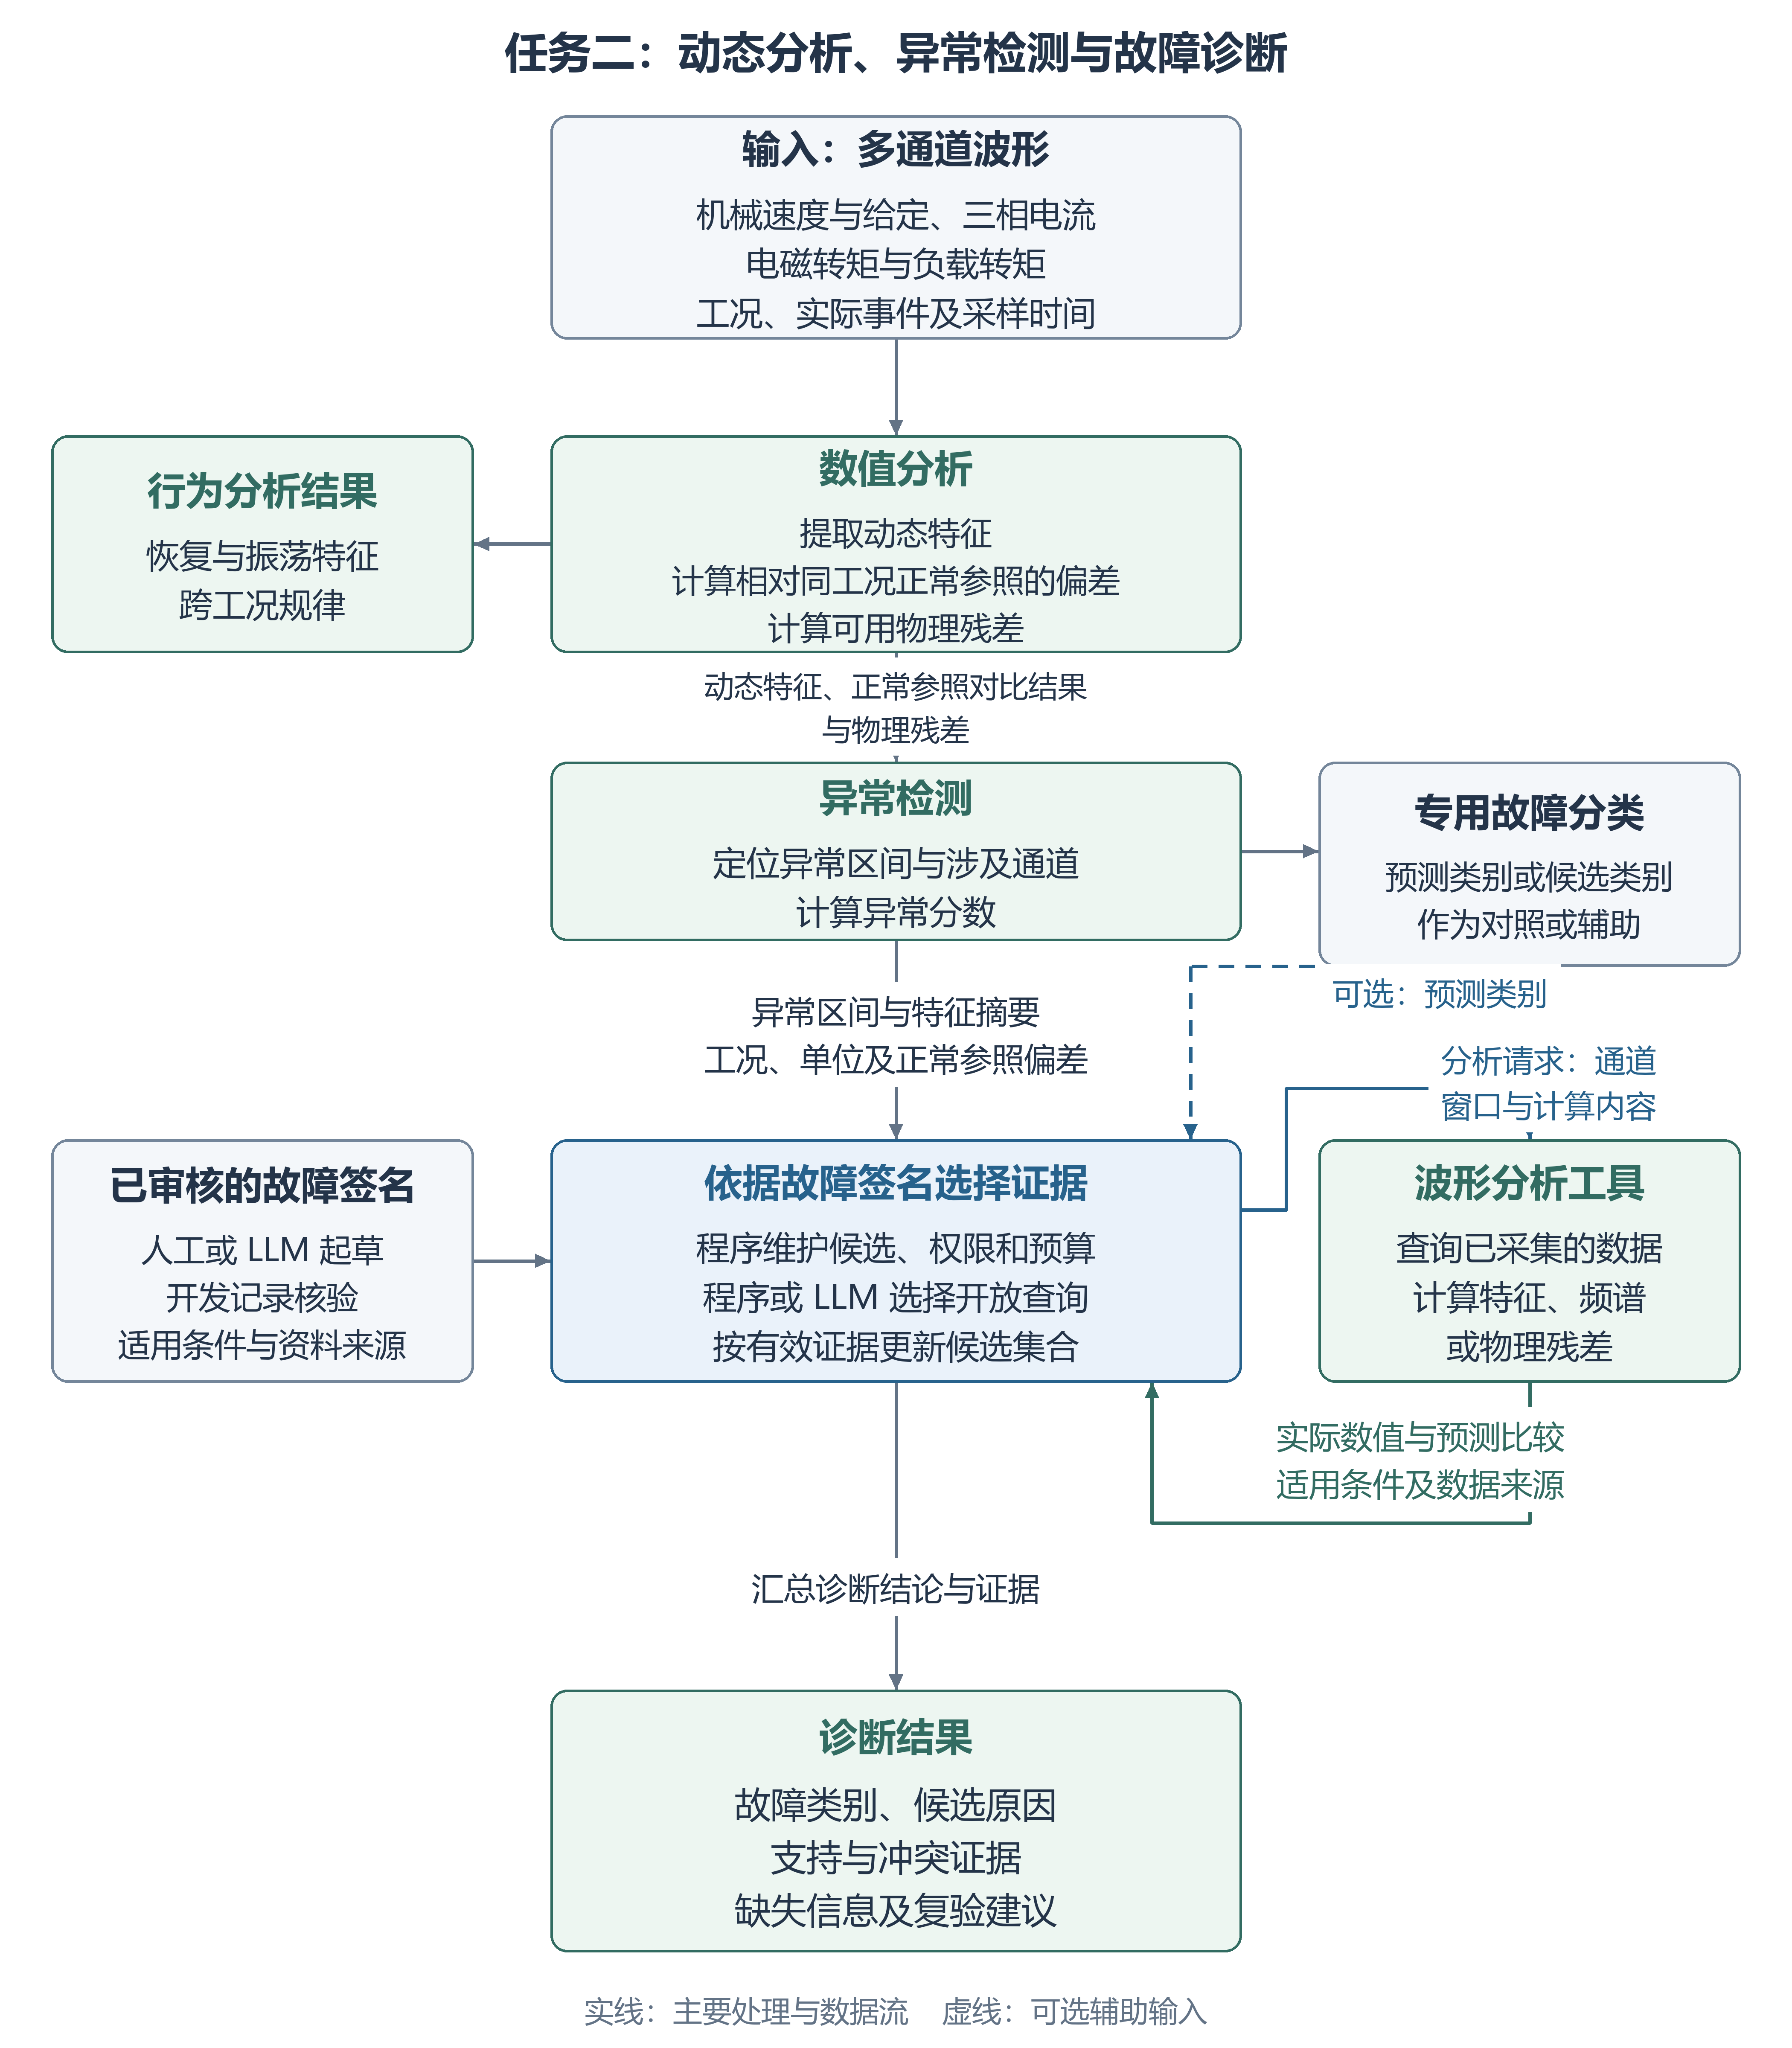 任务二：动态分析、异常检测与故障诊断
输入：多通道波形
机械速度与给定、三相电流
电磁转矩与负载转矩
工况、实际事件及采样时间
行为分析结果
恢复与振荡特征
跨工况规律
数值分析
提取动态特征
计算相对同工况正常参照的偏差
计算可用物理残差
动态特征、正常参照对比结果
与物理残差
异常检测
定位异常区间与涉及通道
计算异常分数
专用故障分类
预测类别或候选类别
作为对照或辅助
可选：预测类别
异常区间与特征摘要
工况、单位及正常参照偏差
分析请求：通道
窗口与计算内容
已审核的故障签名
人工或 LLM 起草
开发记录核验
适用条件与资料来源
依据故障签名选择证据
程序维护候选、权限和预算
程序或 LLM 选择开放查询
按有效证据更新候选集合
波形分析工具
查询已采集的数据
计算特征、频谱
或物理残差
实际数值与预测比较
适用条件及数据来源
汇总诊断结论与证据
诊断结果
故障类别、候选原因
支持与冲突证据
缺失信息及复验建议
实线：主要处理与数据流 虚线：可选辅助输入